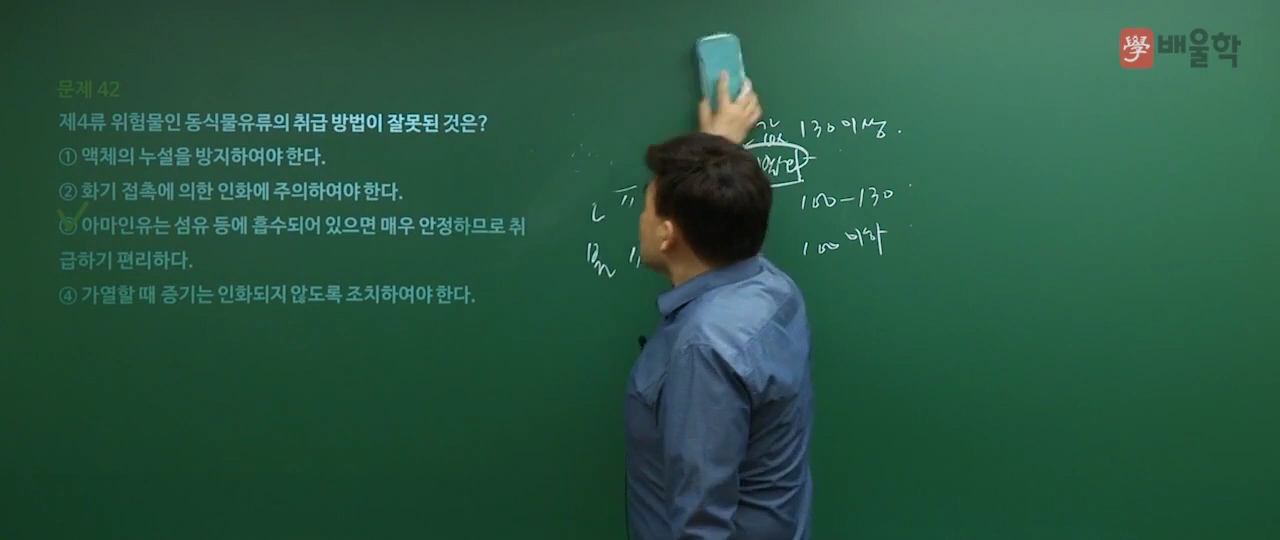 學 배울학
문제 42
제4류 위험물인 동식물유류의 취급 방법이 잘못된 것은?
① 액체의 누설을 방지하여야 한다.
② 화기 접촉에 의한 인화에 주의하여야 한다.
③ 아마인유는 섬유 등에 흡수되어 있으면 매우 안정하므로 취
급하기 편리하다.
④ 가열할 때 증기는 인화되지 않도록 조치하여야 한다.
130이상.
100-130
100이하